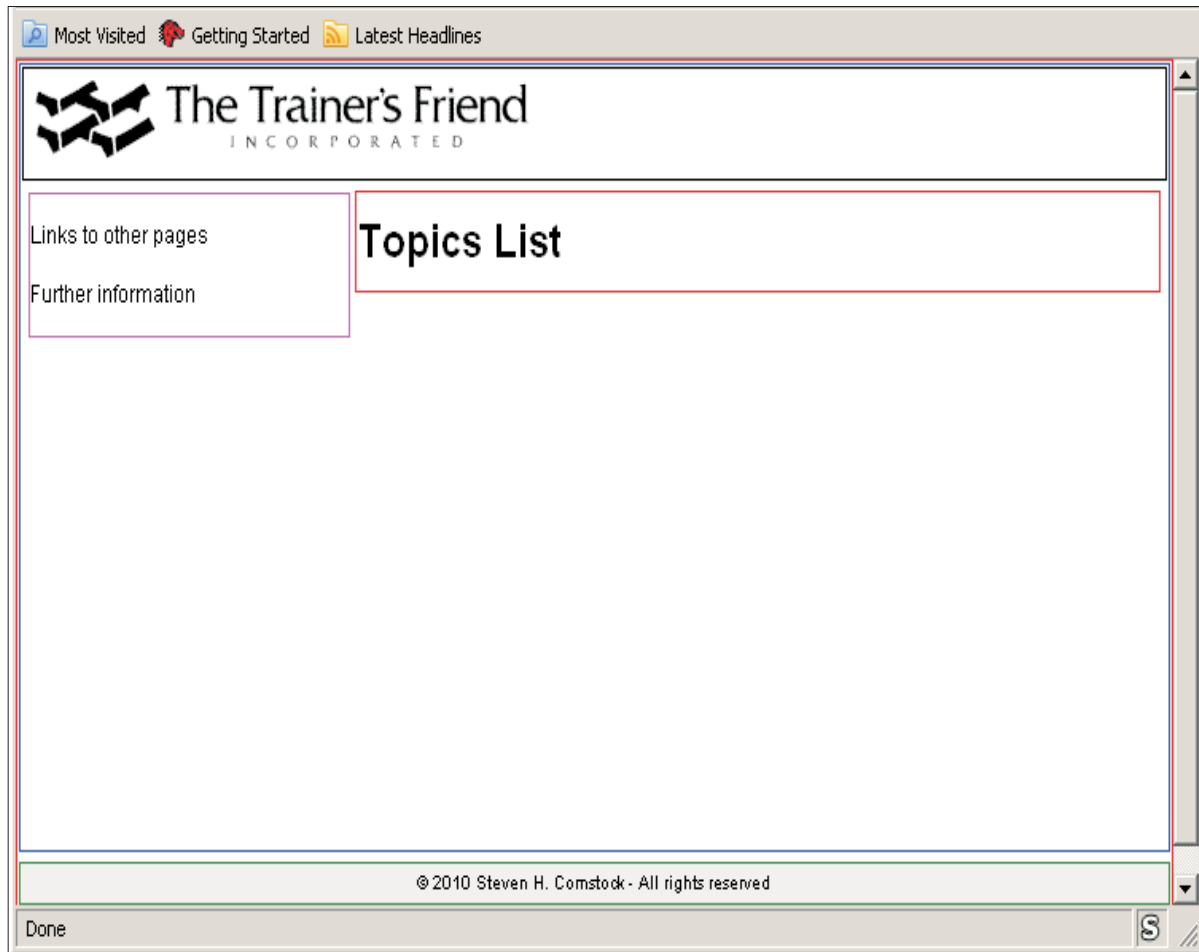 Most Visited Getting Started Latest Headlines
The Trainer's Friend
INCORPORATED
Links to other pages
Topics List
Further information
© 2010 Steven H. Comstock - All rights reserved
Done S